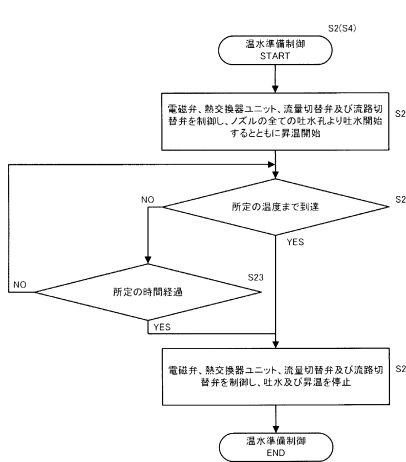 S2(S4)
温水準備制御
START
S2
電磁弁、熱交換器ユニット、流量切替弁及び流路切
替弁を制御し、ノズルの全ての吐水孔より吐水開始
するとともに昇温開始
S2
所定の温度まで到達
NO
YES
S23
所定の時間経過
NO
YES
S2
電磁弁、熱交換器ユニット、流量切替弁及び流路切
替弁を制御し、吐水及び昇温を停止
温水準備制御
END